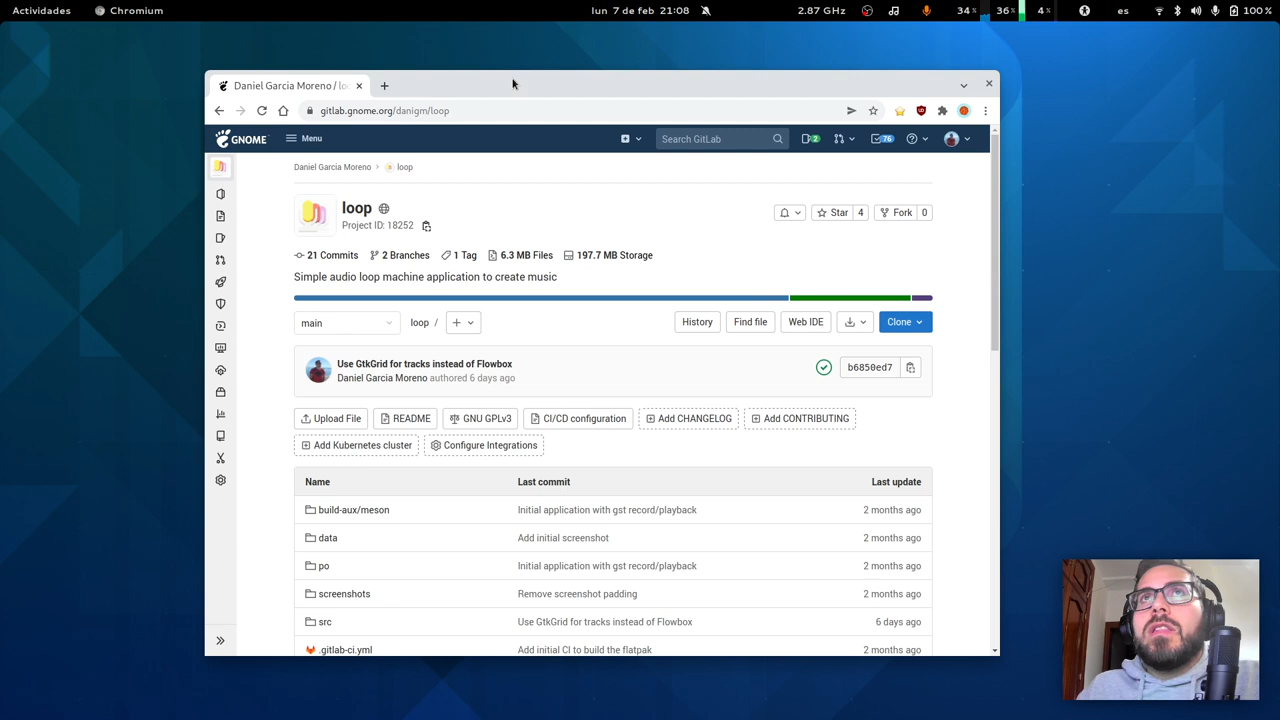 Actividades Chromium lun 7 de feb 21:08 2.87 GHz 34% 36% 4% es 100 %
Daniel Garcia Moreno / loo
gitlab.gnome.org/danigm/loop
GNOME Menu Search GitLab 2 76
Daniel Garcia Moreno loop
loop
Project ID: 18252
Star 4 Fork 0
21 Commits 2 Branches 1 Tag 6.3 MB Files 197.7 MB Storage
Simple audio loop machine application to create music
main loop / + History Find file Web IDE Clone
Use GtkGrid for tracks instead of Flowbox
Daniel Garcia Moreno authored 6 days ago
b6850ed7
Upload File README GNU GPLv3 CI/CD configuration Add CHANGELOG Add CONTRIBUTING
Add Kubernetes cluster Configure Integrations
Name Last commit Last update
build-aux/meson Initial application with gst record/playback 2 months ago
data Add initial screenshot 2 months ago
po Initial application with gst record/playback 2 months ago
screenshots Remove screenshot padding 2 months ago
src Use GtkGrid for tracks instead of Flowbox 6 days ago
.gitlab-ci.yml Add initial CI to build the flatpak 2 months ago